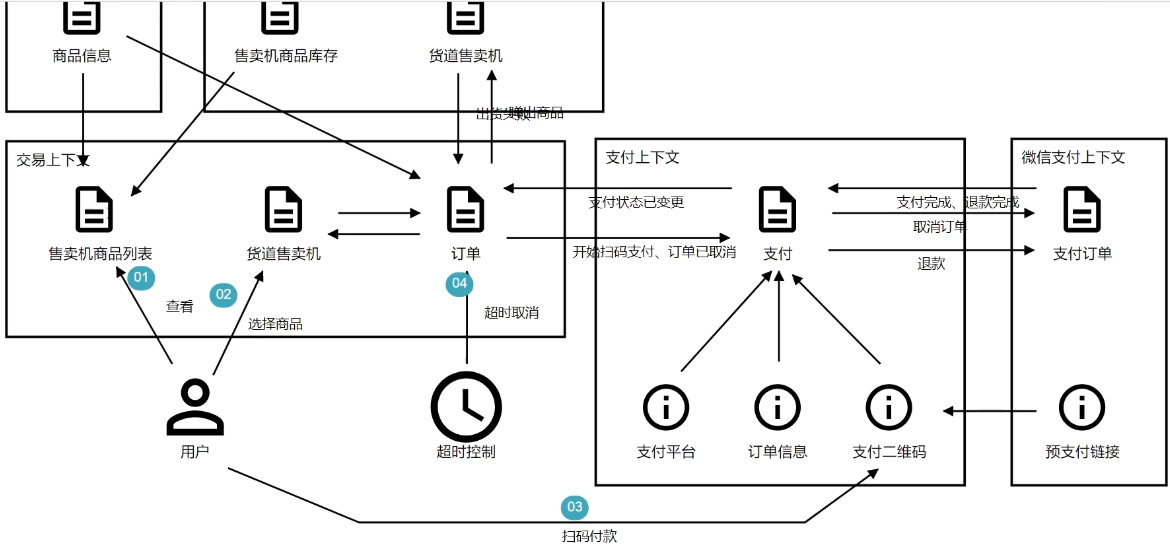 商品信息
售卖机商品库存
货道售卖机
出货失败
弹出商品
交易上下文
支付上下文
微信支付上下文
支付状态已变更
支付完成、退款完成
取消订单
售卖机商品列表
货道售卖机
订单
开始扫码支付、订单已取消
支付
退款
支付订单
01
02
04
查看
选择商品
超时取消
用户
超时控制
支付平台
订单信息
支付二维码
预支付链接
03
扫码付款